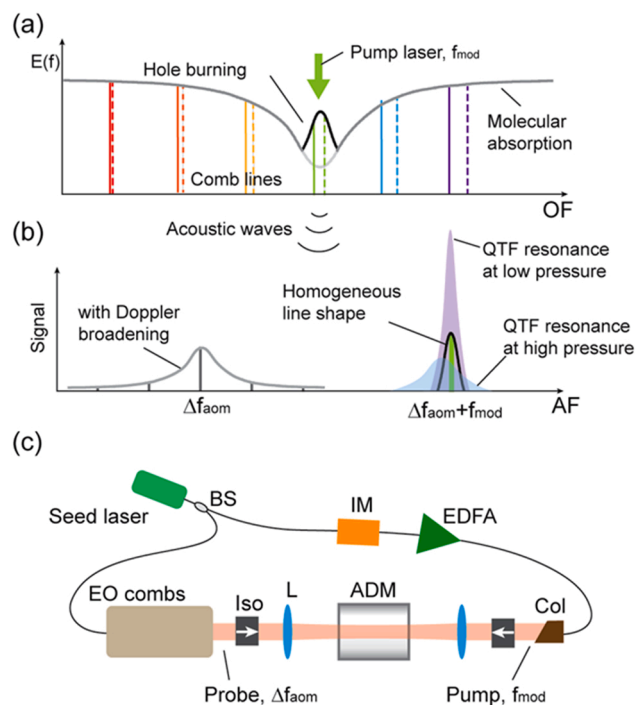 (a)
E(f)
Pump laser, fmod
Hole burning
Molecular
absorption
Comb lines
OF
Acoustic waves
(b)
QTF resonance
at low pressure
Homogeneous
line shape
with Doppler
broadening
QTF resonance
at high pressure
Signal
Δfaom
Δfaom+fmod
AF
(c)
BS
Seed laser
IM
EDFA
EO combs
Iso
L
ADM
Col
Probe, Δfaom
Pump, fmod